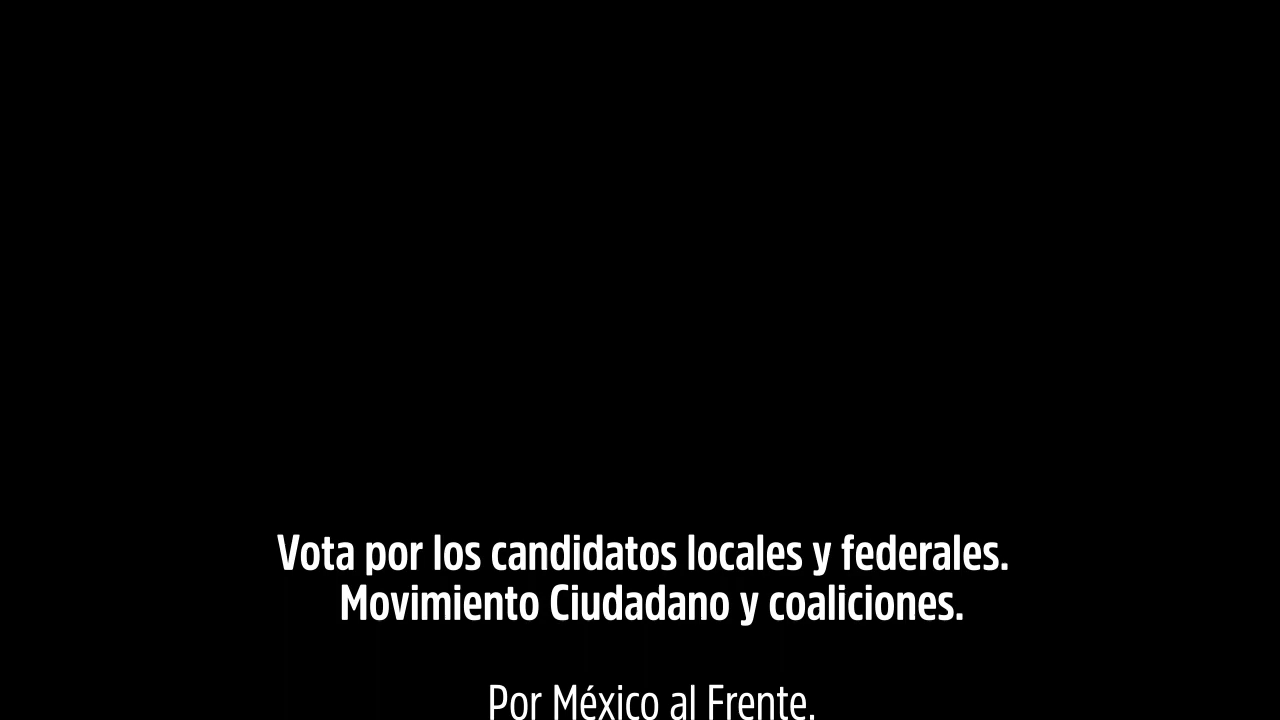 Vota por los candidatos locales y federales.
Movimiento Ciudadano y coaliciones.
Por México al Frente.